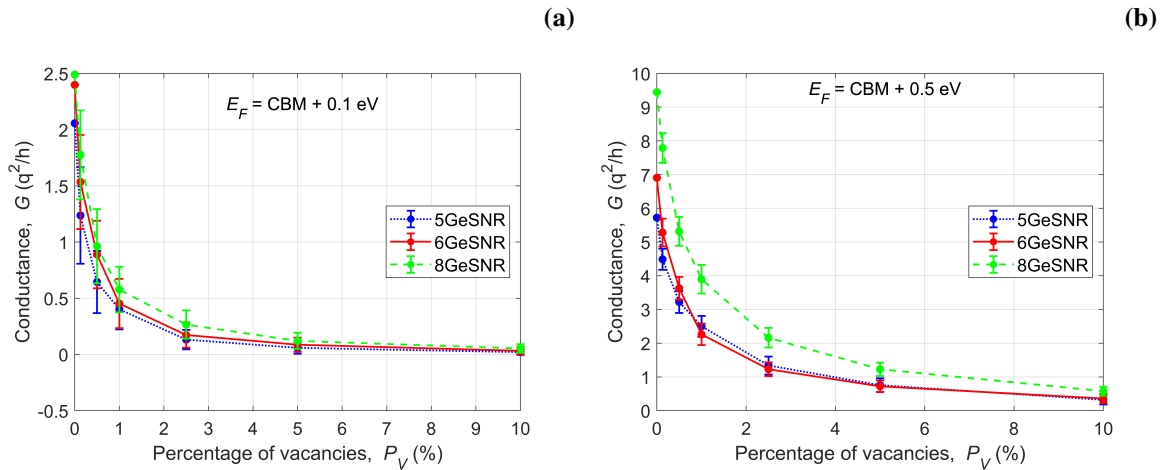 (a)
E_F = CBM + 0.1 eV
Conductance, G (q²/h)
2.5
2
1.5
1
0.5
0
-0.5
5GeSNR
6GeSNR
8GeSNR
0 1 2 3 4 5 6 7 8 9 10
Percentage of vacancies, P_V (%)
(b)
E_F = CBM + 0.5 eV
Conductance, G (q²/h)
10
9
8
7
6
5
4
3
2
1
0
5GeSNR
6GeSNR
8GeSNR
0 2 4 6 8 10
Percentage of vacancies, P_V (%)